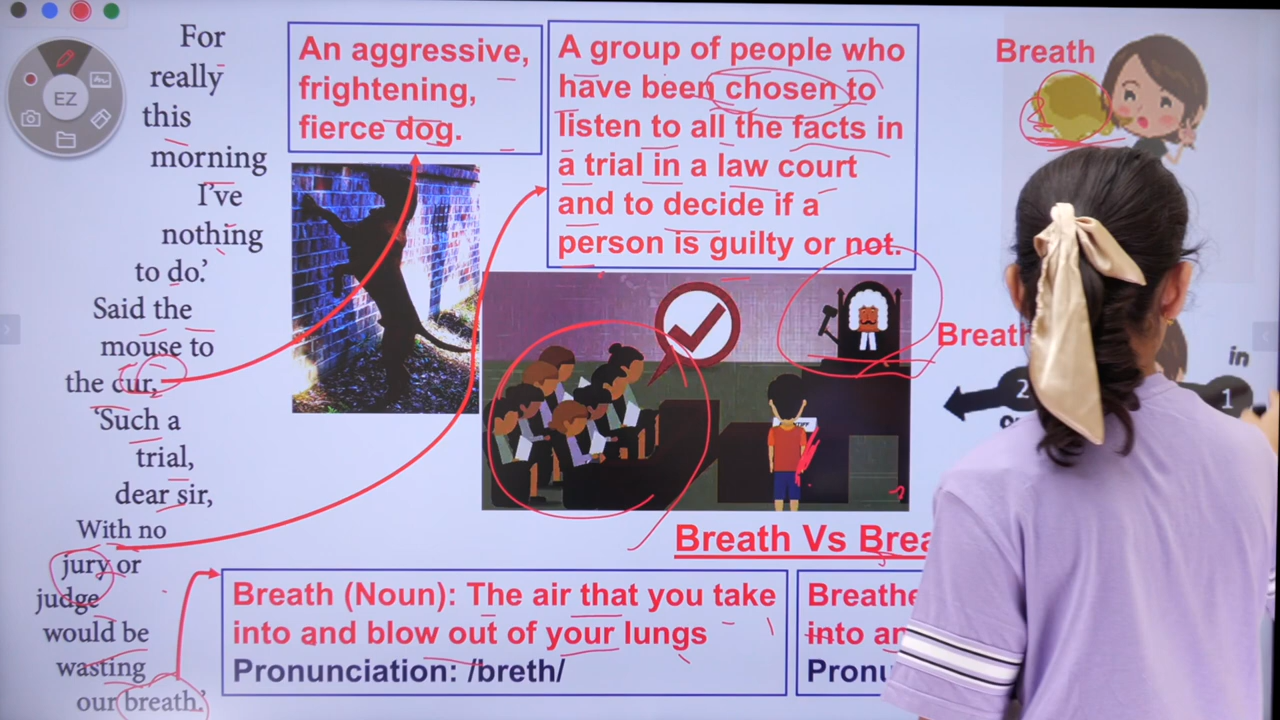 EZ
For
really
this
morning
I've
nothing
to do.'
Said the
mouse to
the cur,
'Such a
trial,
dear sir,
With no
jury or
judge
would be
wasting
our breath.'
An aggressive,
frightening,
fierce dog.
A group of people who
have been chosen to
listen to all the facts in
a trial in a law court
and to decide if a
person is guilty or not.
Breath
Breath
in
2
1
Breath Vs
Breath (Noun): The air that you take
into and blow out of your lungs
Pronunciation: /breth/
Breathe
into